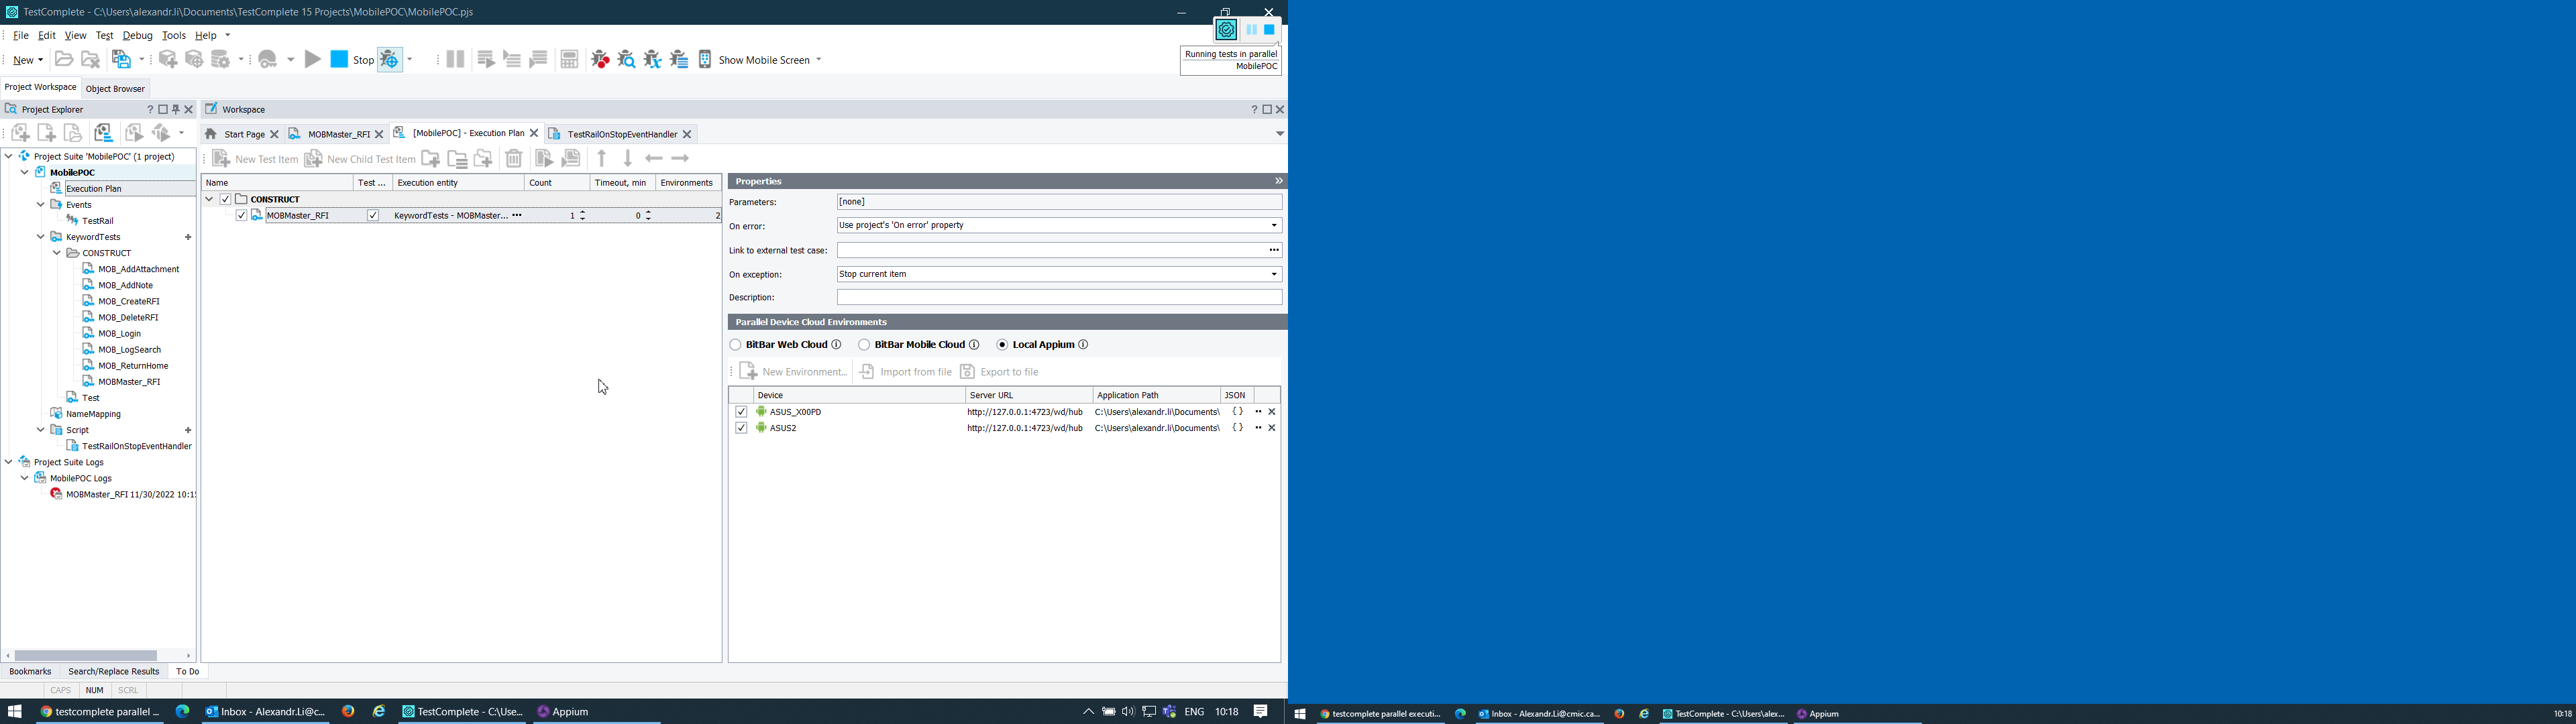 TestComplete - C:\Users\alexandr.li\Documents\TestComplete 15 Projects\MobilePOC\MobilePOC.pjs
File Edit View Test Debug Tools Help
New Stop Show Mobile Screen
Running tests in parallel
MobilePOC
Project Workspace Object Browser
Project Explorer
Workspace
Start Page MOBMaster_RFI [MobilePOC] - Execution Plan TestRailOnStopEventHandler
New Test Item New Child Test Item
Project Suite 'MobilePOC' (1 project)
MobilePOC
Execution Plan
Events
TestRail
KeywordTests
CONSTRUCT
MOB_AddAttachment
MOB_AddNote
MOB_CreateRFI
MOB_DeleteRFI
MOB_Login
MOB_LogSearch
MOB_ReturnHome
MOBMaster_RFI
Test
NameMapping
Script
TestRailOnStopEventHandler
Project Suite Logs
MobilePOC Logs
MOBMaster_RFI 11/30/2022 10:1
Name Test ... Execution entity Count Timeout, min Environments
CONSTRUCT
MOBMaster_RFI KeywordTests - MOBMaster... ••• 1 0 2
Properties
Parameters: [none]
On error: Use project's 'On error' property
Link to external test case: •••
On exception: Stop current item
Description:
Parallel Device Cloud Environments
BitBar Web Cloud BitBar Mobile Cloud Local Appium
New Environment... Import from file Export to file
Device Server URL Application Path JSON
ASUS_X00PD http://127.0.0.1:4723/wd/hub C:\Users\alexandr.li\Documents\ {}
ASUS2 http://127.0.0.1:4723/wd/hub C:\Users\alexandr.li\Documents\ {}
Bookmarks Search/Replace Results To Do
CAPS NUM SCRL
testcomplete parallel ... Inbox - Alexandr.Li@c... TestComplete - C:\Use... Appium ENG 10:18
testcomplete parallel executi... Inbox - Alexandr.Li@cmic.ca... TestComplete - C:\Users\alex... Appium 10:18